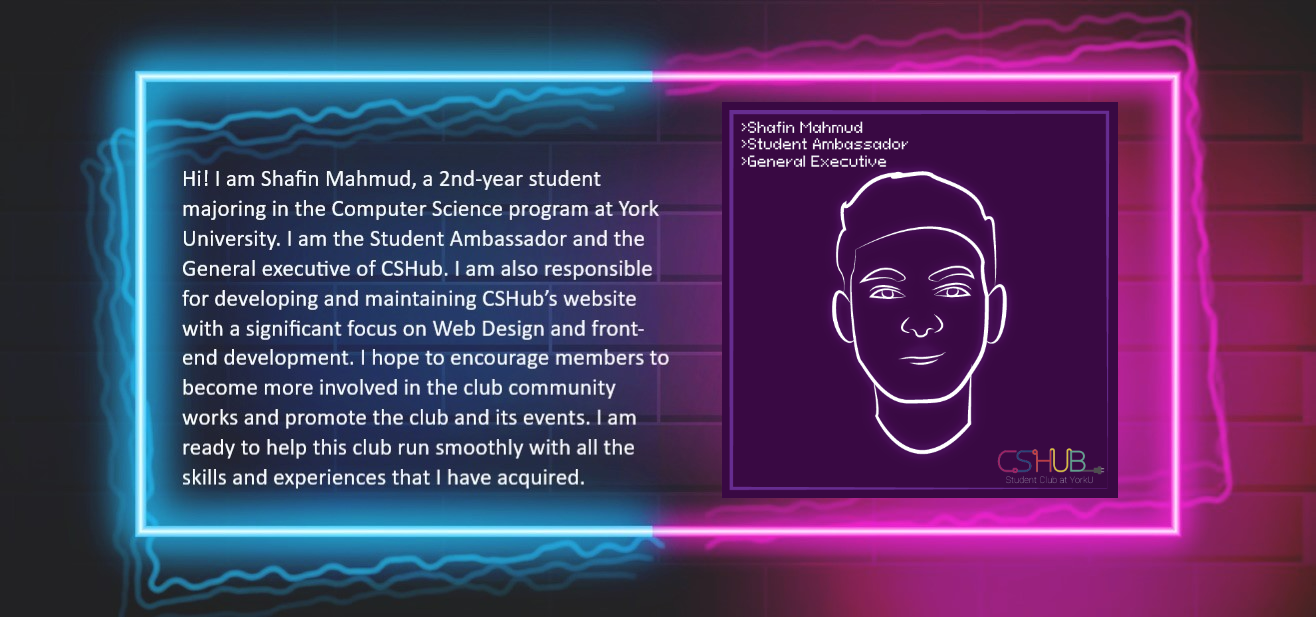 Hi! I am Shafin Mahmud, a 2nd-year student
majoring in the Computer Science program at York
University. I am the Student Ambassador and the
General executive of CSHub. I am also responsible
for developing and maintaining CSHub’s website
with a significant focus on Web Design and front-
end development. I hope to encourage members to
become more involved in the club community
works and promote the club and its events. I am
ready to help this club run smoothly with all the
skills and experiences that I have acquired.
>Shafin Mahmud
>Student Ambassador
>General Executive
CSHUB
Student Club at YorkU